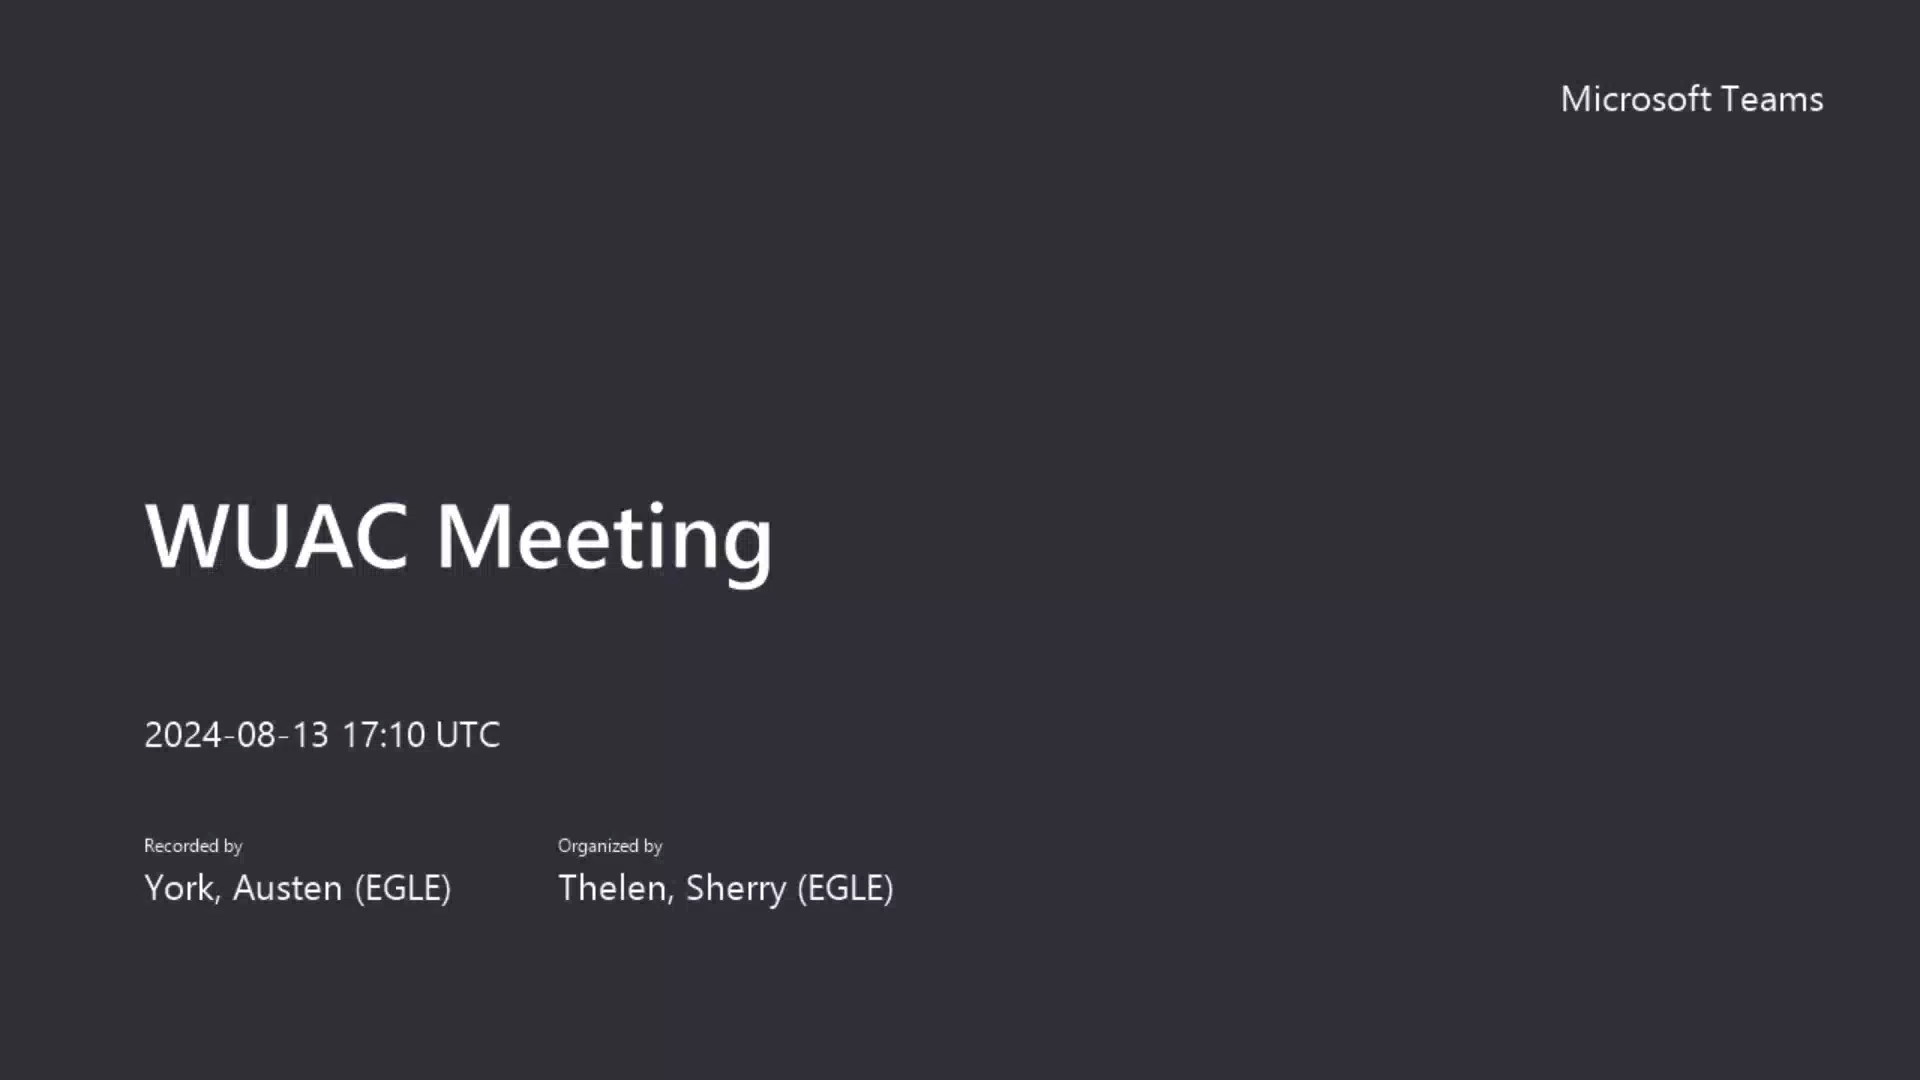 Microsoft Teams
WUAC Meeting
2024-08-13 17:10 UTC
Recorded by
York, Austen (EGLE)
Organized by
Thelen, Sherry (EGLE)